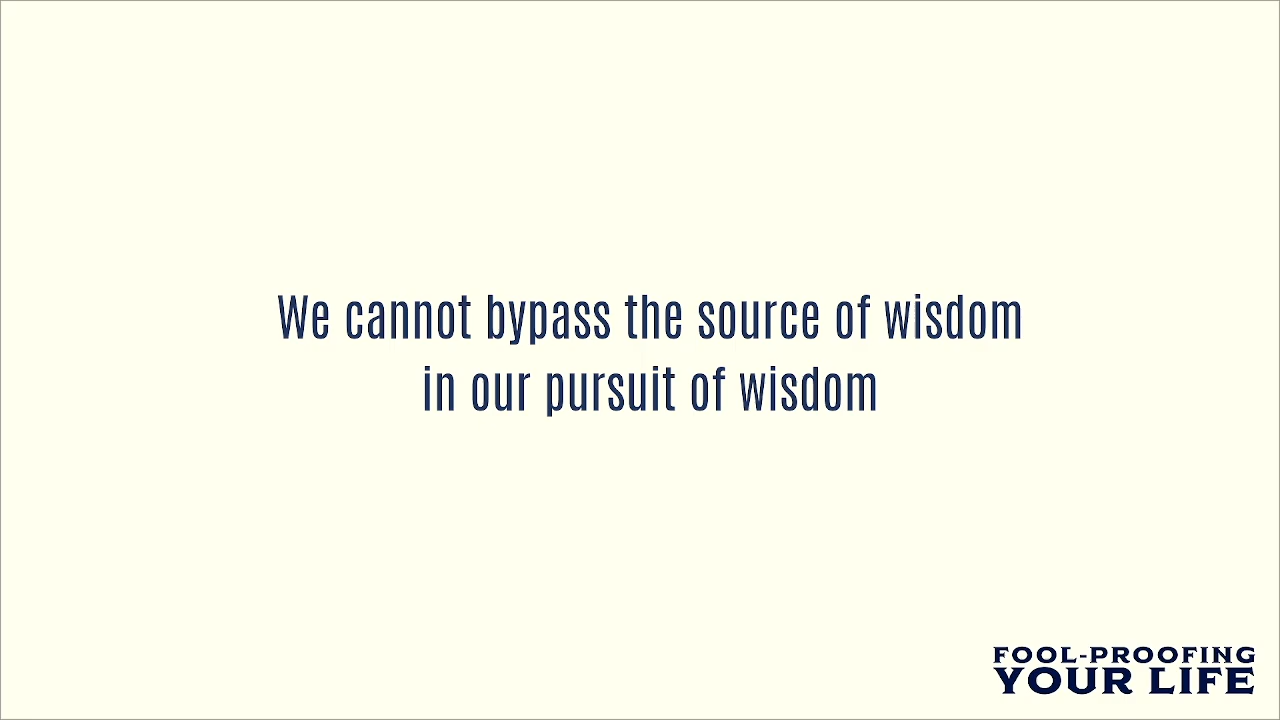 We cannot bypass the source of wisdom
in our pursuit of wisdom
FOOL-PROOFING
YOUR LIFE